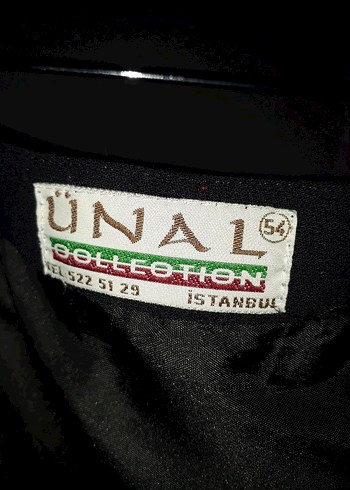 ÜNAL 54
COLLECTION
TEL 522 51 29 İSTANBUL